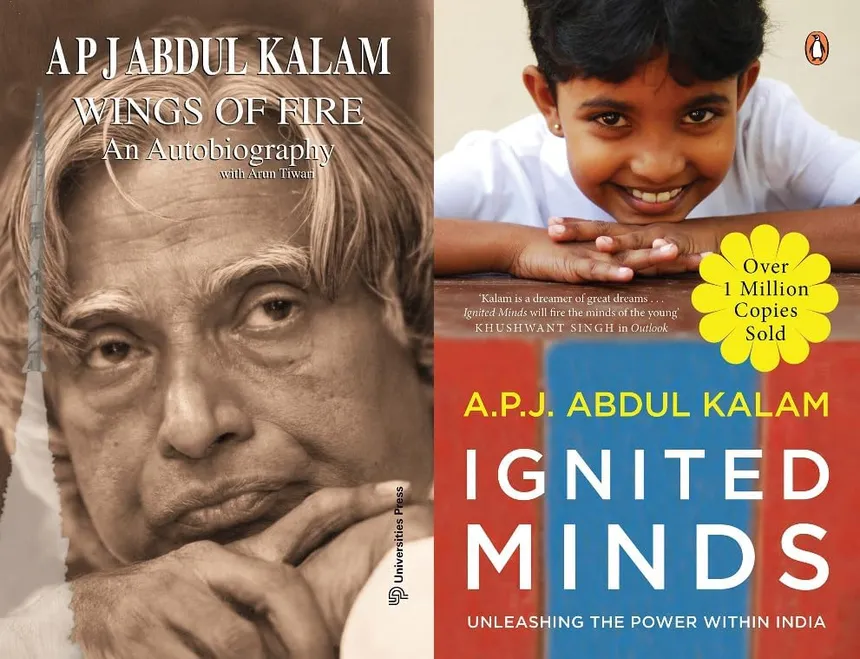 A P J ABDUL KALAM
WINGS OF FIRE
An Autobiography
with Arun Tiwari
Universities Press
'Kalam is a dreamer of great dreams . . .
Ignited Minds will fire the minds of the young'
KHUSHWANT SINGH in Outlook
Over
1 Million
Copies
Sold
A.P.J. ABDUL KALAM
IGNITED
MINDS
UNLEASHING THE POWER WITHIN INDIA